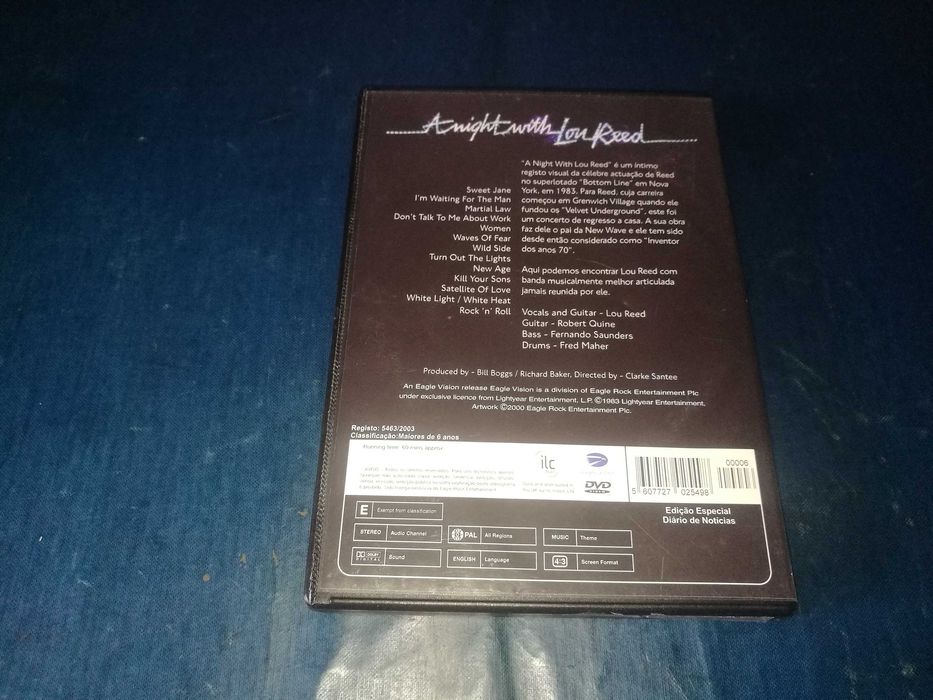 A night with Lou Reed
Sweet Jane
I'm Waiting For The Man
Martial Law
Don't Talk To Me About Work
Women
Waves Of Fear
Wild Side
Turn Out The Lights
New Age
Kill Your Sons
Satellite Of Love
White Light / White Heat
Rock 'n' Roll
"A Night With Lou Reed" é um íntimo
registo visual da célebre actuação de Reed
no superlotado "Bottom Line" em Nova
York, em 1983. Para Reed, cuja carreira
começou em Grenwich Village quando ele
fundou os "Velvet Underground", este foi
um concerto de regresso a casa. A sua obra
faz dele o pai da New Wave e ele tem sido
desde então considerado como "Inventor
dos anos 70".
Aqui podemos encontrar Lou Reed com
banda musicalmente melhor articulada
jamais reunida por ele.
Vocals and Guitar - Lou Reed
Guitar - Robert Quine
Bass - Fernando Saunders
Drums - Fred Maher
Produced by - Bill Boggs / Richard Baker, Directed by - Clarke Santee
An Eagle Vision release Eagle Vision is a division of Eagle Rock Entertainment Plc
under exclusive licence from Lightyear Entertainment, L.P. ©1983 Lightyear Entertainment,
Artwork ©2000 Eagle Rock Entertainment Plc.
Registo: 5463/2003
Classificação:Maiores de 6 anos
Running time: 60 mins approx
ilc
DVD
VIDEO
00006
5 607727 025498
Edição Especial
Diário de Noticias
E Exempt from classification
STEREO Audio Channel
PAL All Regions
MUSIC Theme
DOLBY DIGITAL Sound
ENGLISH Language
4:3 Screen Format